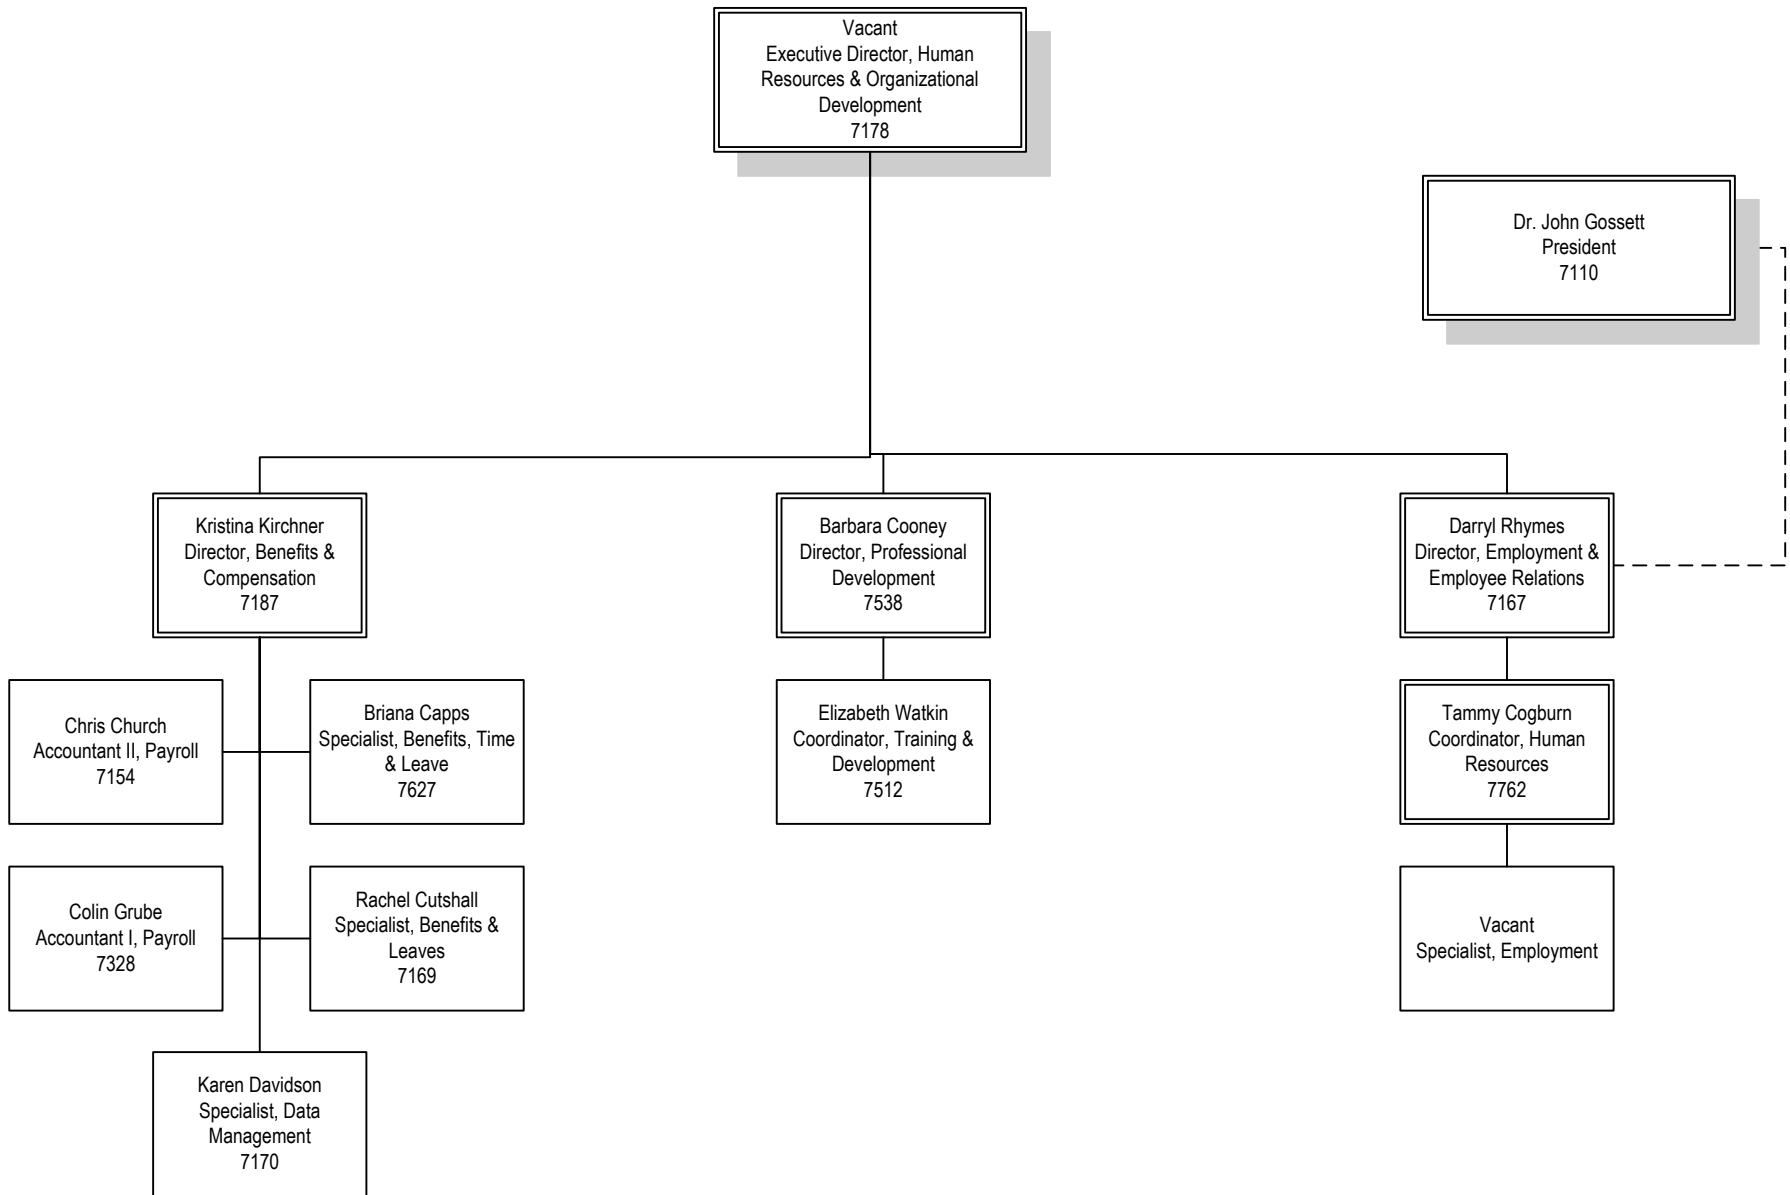 Vacant
Executive Director, Human
Resources & Organizational
Development
7178
Dr. John Gossett
President
7110
Kristina Kirchner
Director, Benefits &
Compensation
7187
Barbara Cooney
Director, Professional
Development
7538
Darryl Rhymes
Director, Employment &
Employee Relations
7167
Chris Church
Accountant II, Payroll
7154
Briana Capps
Specialist, Benefits, Time
& Leave
7627
Elizabeth Watkin
Coordinator, Training &
Development
7512
Tammy Cogburn
Coordinator, Human
Resources
7762
Colin Grube
Accountant I, Payroll
7328
Rachel Cutshall
Specialist, Benefits &
Leaves
7169
Vacant
Specialist, Employment
Karen Davidson
Specialist, Data
Management
7170